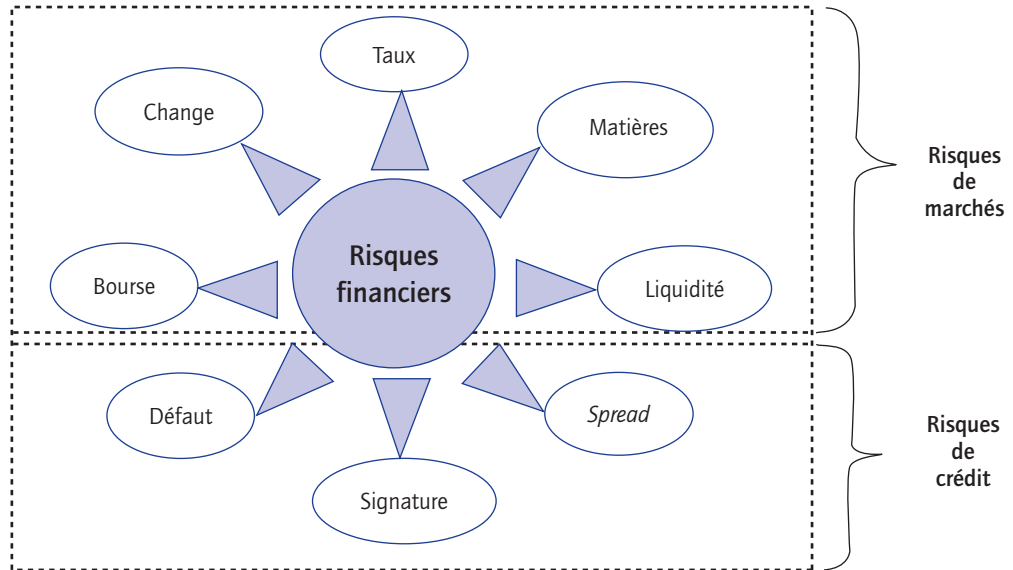 Taux
Change
Matières
Risques
de
marchés
Risques
financiers
Bourse
Liquidité
Défaut
Spread
Signature
Risques
de
crédit